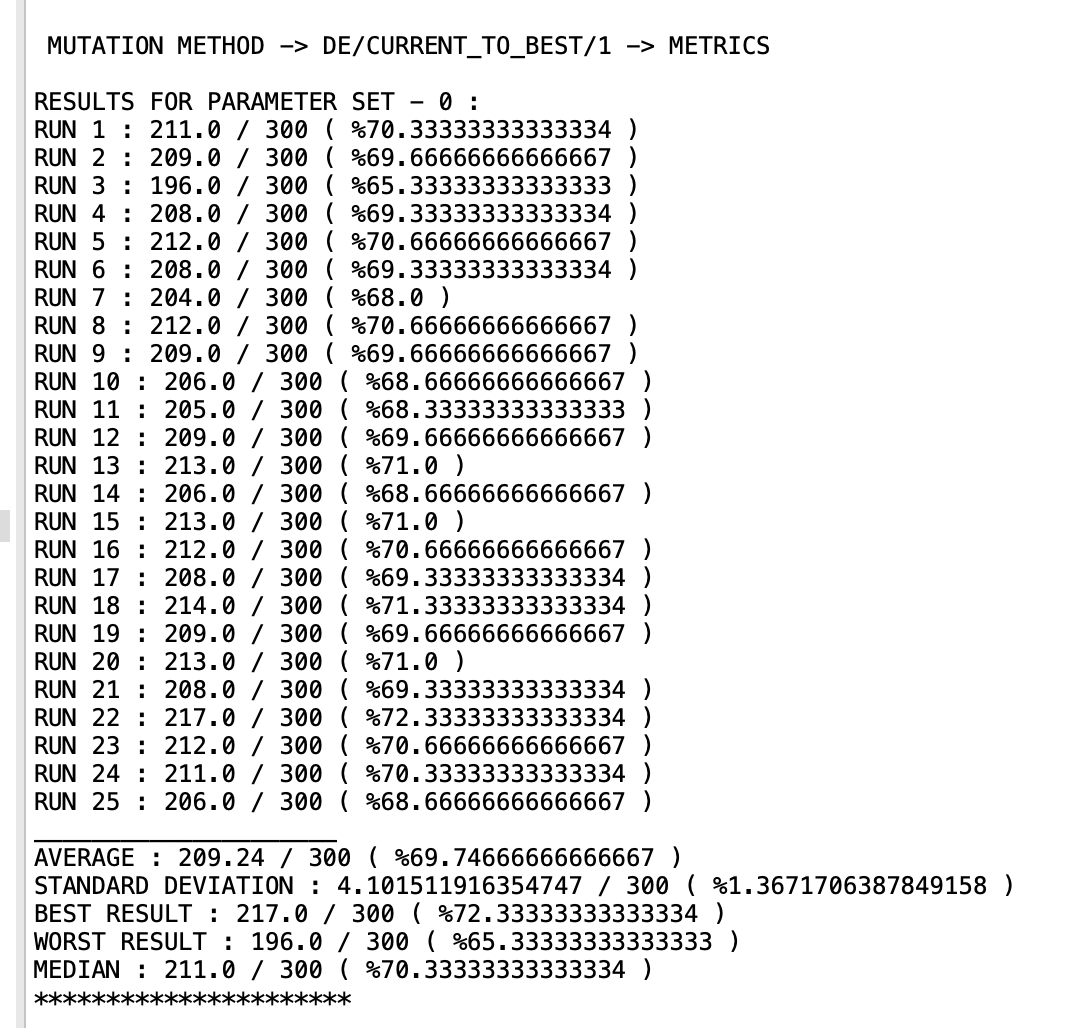 MUTATION METHOD -> DE/CURRENT_TO_BEST/1 -> METRICS
RESULTS FOR PARAMETER SET - 0 :
RUN 1 : 211.0 / 300 ( %70.33333333333334 )
RUN 2 : 209.0 / 300 ( %69.66666666666667 )
RUN 3 : 196.0 / 300 ( %65.33333333333333 )
RUN 4 : 208.0 / 300 ( %69.33333333333334 )
RUN 5 : 212.0 / 300 ( %70.66666666666667 )
RUN 6 : 208.0 / 300 ( %69.33333333333334 )
RUN 7 : 204.0 / 300 ( %68.0 )
RUN 8 : 212.0 / 300 ( %70.66666666666667 )
RUN 9 : 209.0 / 300 ( %69.66666666666667 )
RUN 10 : 206.0 / 300 ( %68.66666666666667 )
RUN 11 : 205.0 / 300 ( %68.33333333333333 )
RUN 12 : 209.0 / 300 ( %69.66666666666667 )
RUN 13 : 213.0 / 300 ( %71.0 )
RUN 14 : 206.0 / 300 ( %68.66666666666667 )
RUN 15 : 213.0 / 300 ( %71.0 )
RUN 16 : 212.0 / 300 ( %70.66666666666667 )
RUN 17 : 208.0 / 300 ( %69.33333333333334 )
RUN 18 : 214.0 / 300 ( %71.33333333333334 )
RUN 19 : 209.0 / 300 ( %69.66666666666667 )
RUN 20 : 213.0 / 300 ( %71.0 )
RUN 21 : 208.0 / 300 ( %69.33333333333334 )
RUN 22 : 217.0 / 300 ( %72.33333333333334 )
RUN 23 : 212.0 / 300 ( %70.66666666666667 )
RUN 24 : 211.0 / 300 ( %70.33333333333334 )
RUN 25 : 206.0 / 300 ( %68.66666666666667 )
_____________________
AVERAGE : 209.24 / 300 ( %69.74666666666667 )
STANDARD DEVIATION : 4.101511916354747 / 300 ( %1.3671706387849158 )
BEST RESULT : 217.0 / 300 ( %72.33333333333334 )
WORST RESULT : 196.0 / 300 ( %65.33333333333333 )
MEDIAN : 211.0 / 300 ( %70.33333333333334 )
**********************